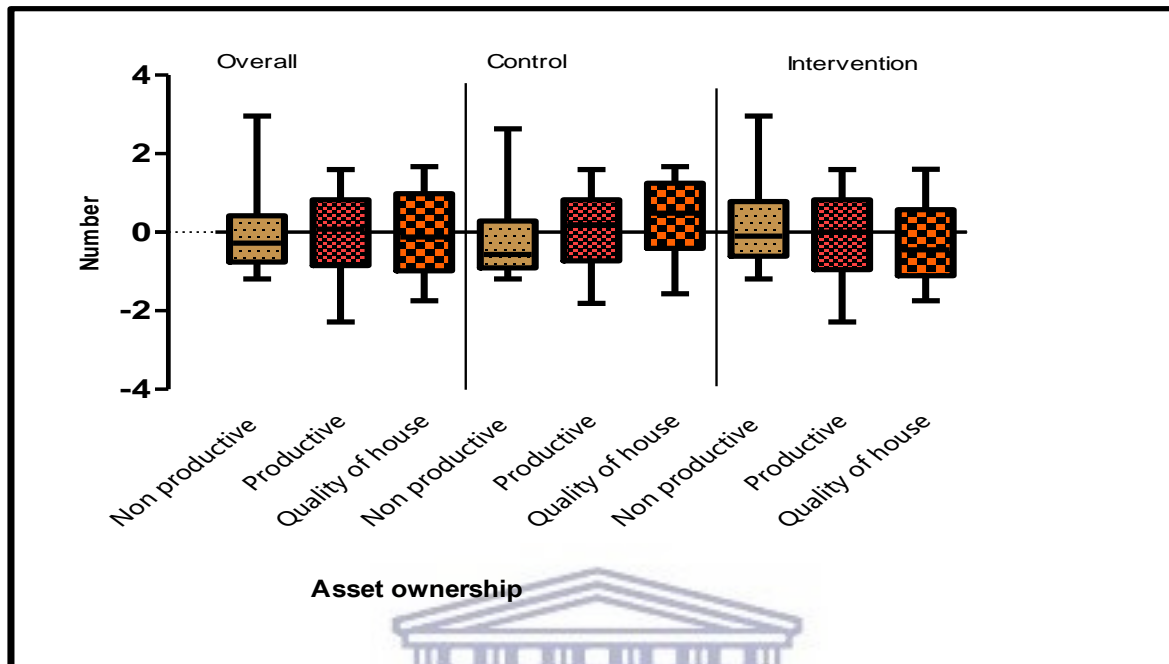 Overall
Control
Intervention
4
2
0
-2
-4
Number
Non productive
Productive
Quality of house
Non productive
Productive
Quality of house
Non productive
Productive
Quality of house
Asset ownership